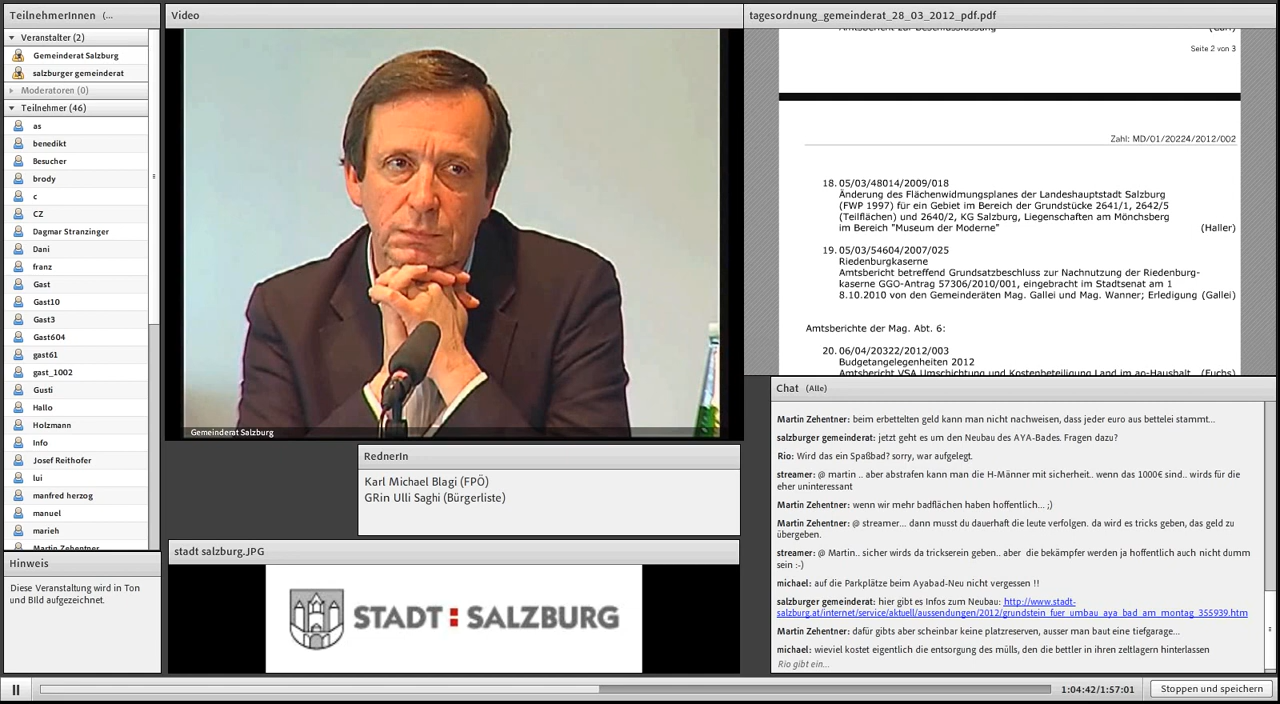 TeilnehmerInnen (...
Veranstalter (2)
Gemeinderat Salzburg
salzburger gemeinderat
Moderatoren (0)
Teilnehmer (46)
as
benedikt
Besucher
brody
c
CZ
Dagmar Stranzinger
Dani
franz
Gast
Gast10
Gast3
Gast604
gast61
gast_1002
Gusti
Hallo
Holzmann
Info
Josef Reithofer
lui
manfred herzog
manuel
marieh
Martin Zehentner
Hinweis
Diese Veranstaltung wird in Ton
und BIld aufgezeichnet.
Video
Gemeinderat Salzburg
RednerIn
Karl Michael Blagi (FPÖ)
GRin Ulli Saghi (Bürgerliste)
stadt salzburg.JPG
STADT:SALZBURG
tagesordnung_gemeinderat_28_03_2012_pdf.pdf
Seite 2 von 3
Zahl: MD/01/20224/2012/002
18. 05/03/48014/2009/018
Änderung des Flächenwidmungsplanes der Landeshauptstadt Salzburg
(FWP 1997) für ein Gebiet im Bereich der Grundstücke 2641/1, 2642/5
(Teilflächen) und 2640/2, KG Salzburg, Liegenschaften am Mönchsberg
im Bereich "Museum der Moderne" (Haller)
19. 05/03/54604/2007/025
Riedenburgkaserne
Amtsbericht betreffend Grundsatzbeschluss zur Nachnutzung der Riedenburg-
kaserne GGO-Antrag 57306/2010/001, eingebracht im Stadtsenat am 1
8.10.2010 von den Gemeinderäten Mag. Gallei und Mag. Wanner; Erledigung (Gallei)
Amtsberichte der Mag. Abt. 6:
20. 06/04/20322/2012/003
Budgetangelegenheiten 2012
Amtsbericht VSA Umschichtung und Kostenbeteiligung Land im ao-Haushalt (Fuchs)
Chat (Alle)
Martin Zehentner: beim erbettelten geld kann man nicht nachweisen, dass jeder euro aus bettelei stammt...
salzburger gemeinderat: jetzt geht es um den Neubau des AYA-Bades. Fragen dazu?
Rio: Wird das ein Spaßbad? sorry, war aufgelegt.
streamer: @ martin .. aber abstrafen kann man die H-Männer mit sicherheit.. wenn das 1000€ sind.. wirds für die
eher uninteressant
Martin Zehentner: wenn wir mehr badflächen haben hoffentlich... ;)
Martin Zehentner: @ streamer... dann musst du dauerhaft die leute verfolgen. da wird es tricks geben, das geld zu
übergeben.
streamer: @ Martin.. sicher wirds da trickserein geben.. aber die bekämpfer werden ja hoffentlich auch nicht dumm
sein :-)
michael: auf die Parkplätze beim Ayabad-Neu nicht vergessen !!
salzburger gemeinderat: hier gibt es Infos zum Neubau: http://www.stadt-
salzburg.at/internet/service/aktuell/aussendungen/2012/grundstein_fuer_umbau_aya_bad_am_montag_355939.htm
Martin Zehentner: dafür gibts aber scheinbar keine platzreserven, ausser man baut eine tiefgarage...
michael: wieviel kostet eigentlich die entsorgung des mülls, den die bettler in ihren zeltlagern hinterlassen
Rio gibt ein...
1:04:42/1:57:01
Stoppen und speichern